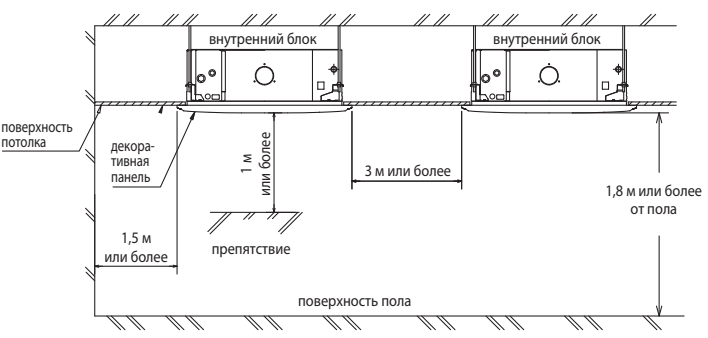 внутренний блок
внутренний блок
поверхность
потолка
декора-
тивная
панель
1 м
или более
3 м или более
1,8 м или более
от пола
1,5 м
или более
препятствие
поверхность пола